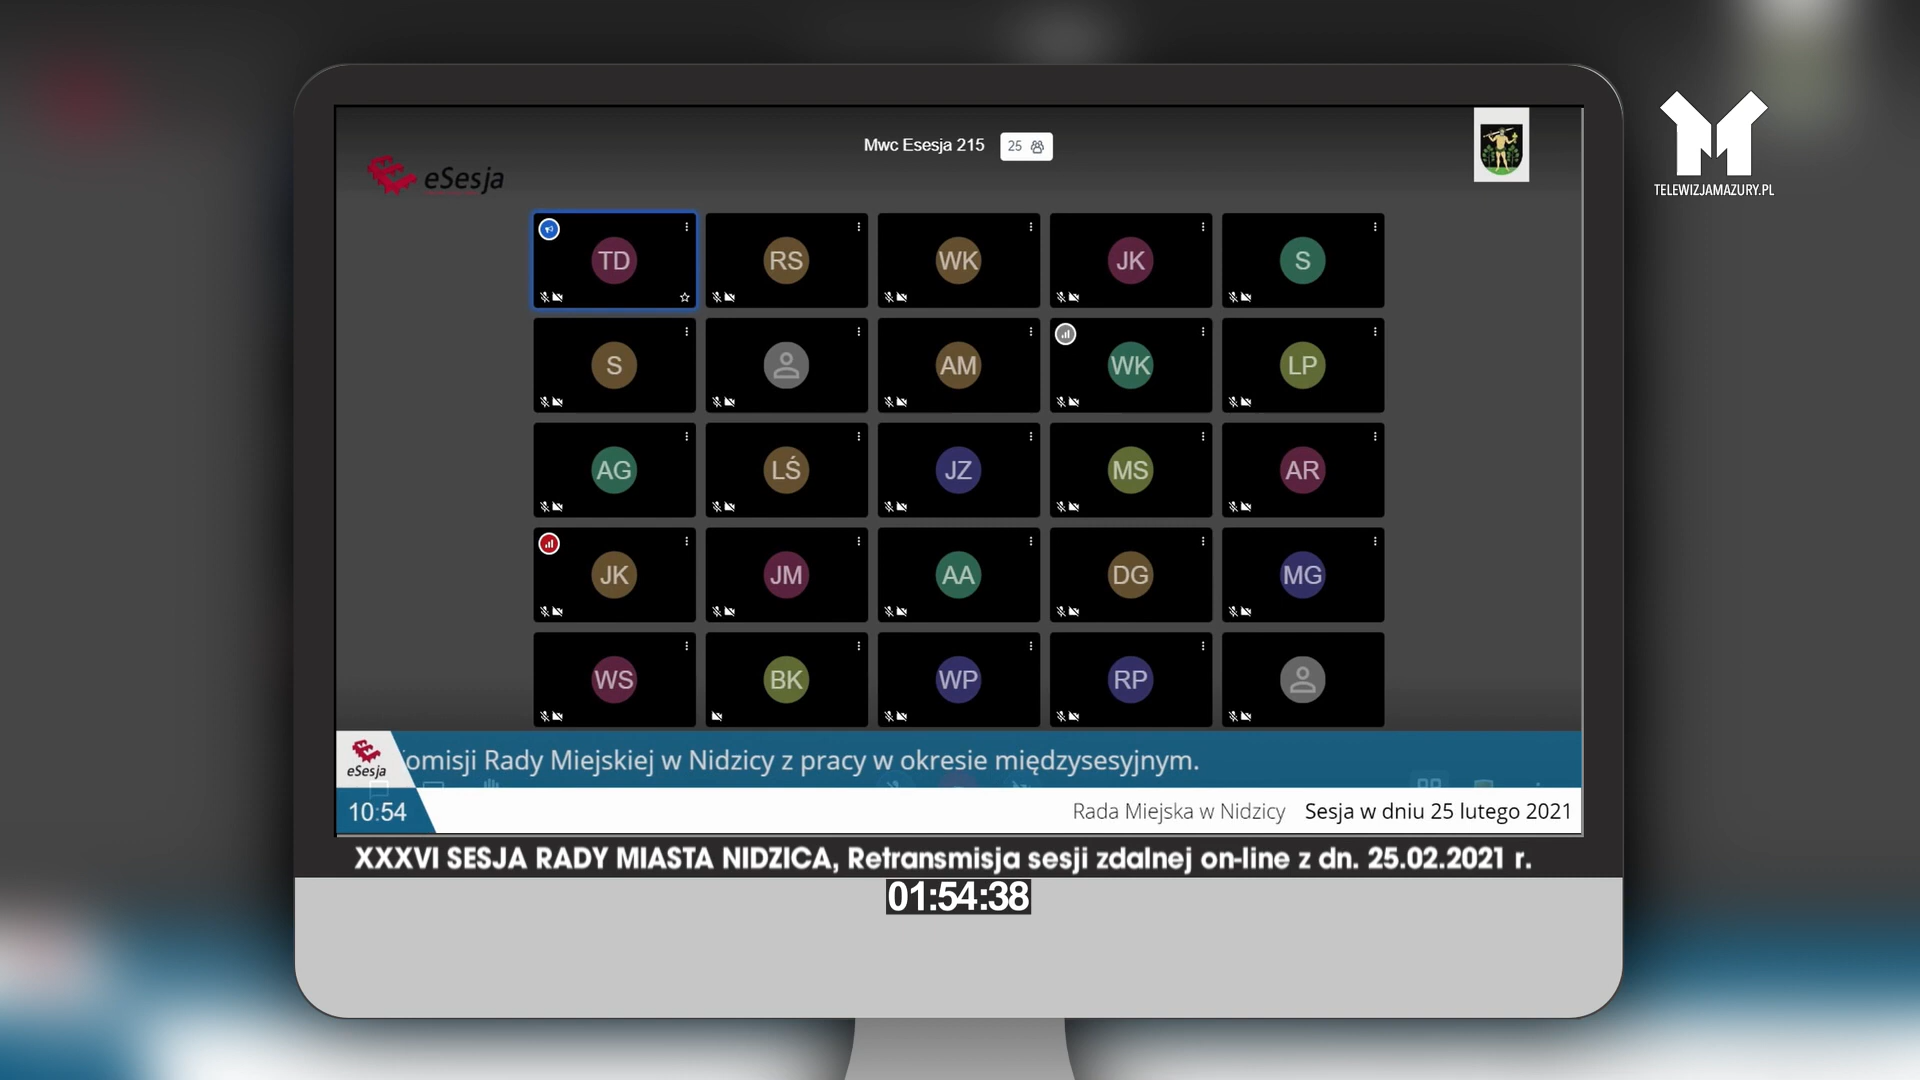 Mwc Esesja 215 25
eSesja
TELEWIZJAMAZURY.PL
TD RS WK JK S
S AM WK LP
AG LŚ JZ MS AR
JK JM AA DG MG
WS BK WP RP
omisji Rady Miejskiej w Nidzicy z pracy w okresie międzysesyjnym.
eSesja
10:54
Rada Miejska w Nidzicy Sesja w dniu 25 lutego 2021
XXXVI SESJA RADY MIASTA NIDZICA, Retransmisja sesji zdalnej on-line z dn. 25.02.2021 r.
01:54:38